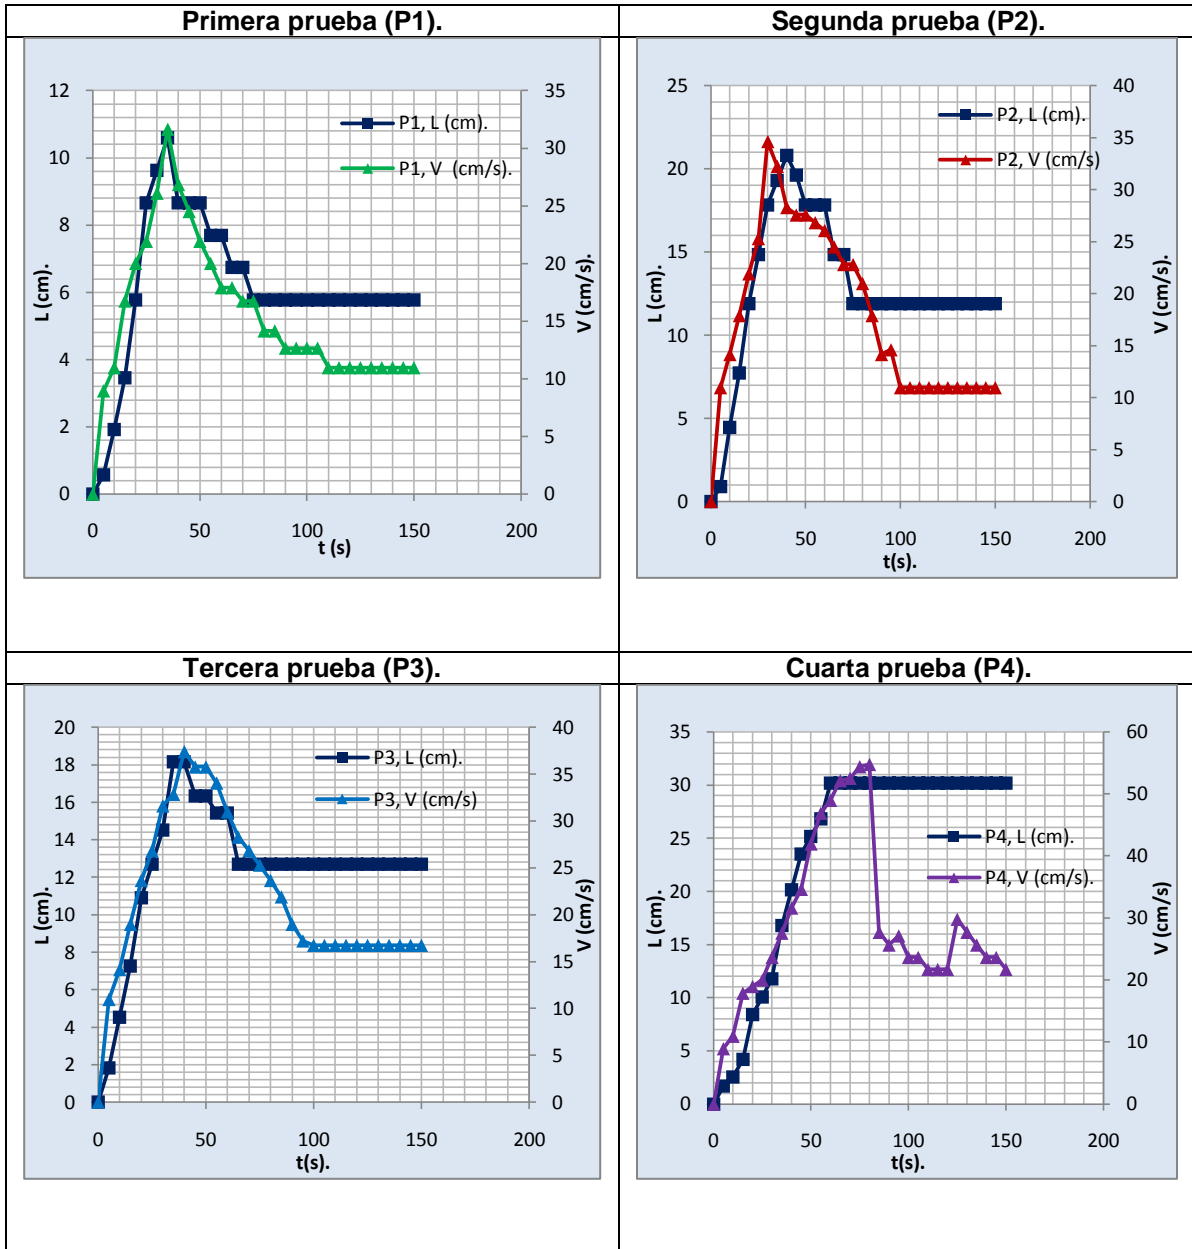 Primera prueba (P1).
Segunda prueba (P2).
12
10
8
6
4
2
0
L (cm).
35
30
25
20
15
10
5
0
V (cm/s).
P1, L (cm).
P1, V (cm/s).
0 50 100 150 200
t (s)
25
20
15
10
5
0
L (cm).
40
35
30
25
20
15
10
5
0
V (cm/s).
P2, L (cm).
P2, V (cm/s)
0 50 100 150 200
t(s).
Tercera prueba (P3).
Cuarta prueba (P4).
20
18
16
14
12
10
8
6
4
2
0
L (cm).
40
35
30
25
20
15
10
5
0
V (cm/s)
P3, L (cm).
P3, V (cm/s)
0 50 100 150 200
t(s).
35
30
25
20
15
10
5
0
L (cm).
60
50
40
30
20
10
0
V (cm/s)
P4, L (cm).
P4, V (cm/s).
0 50 100 150 200
t(s).